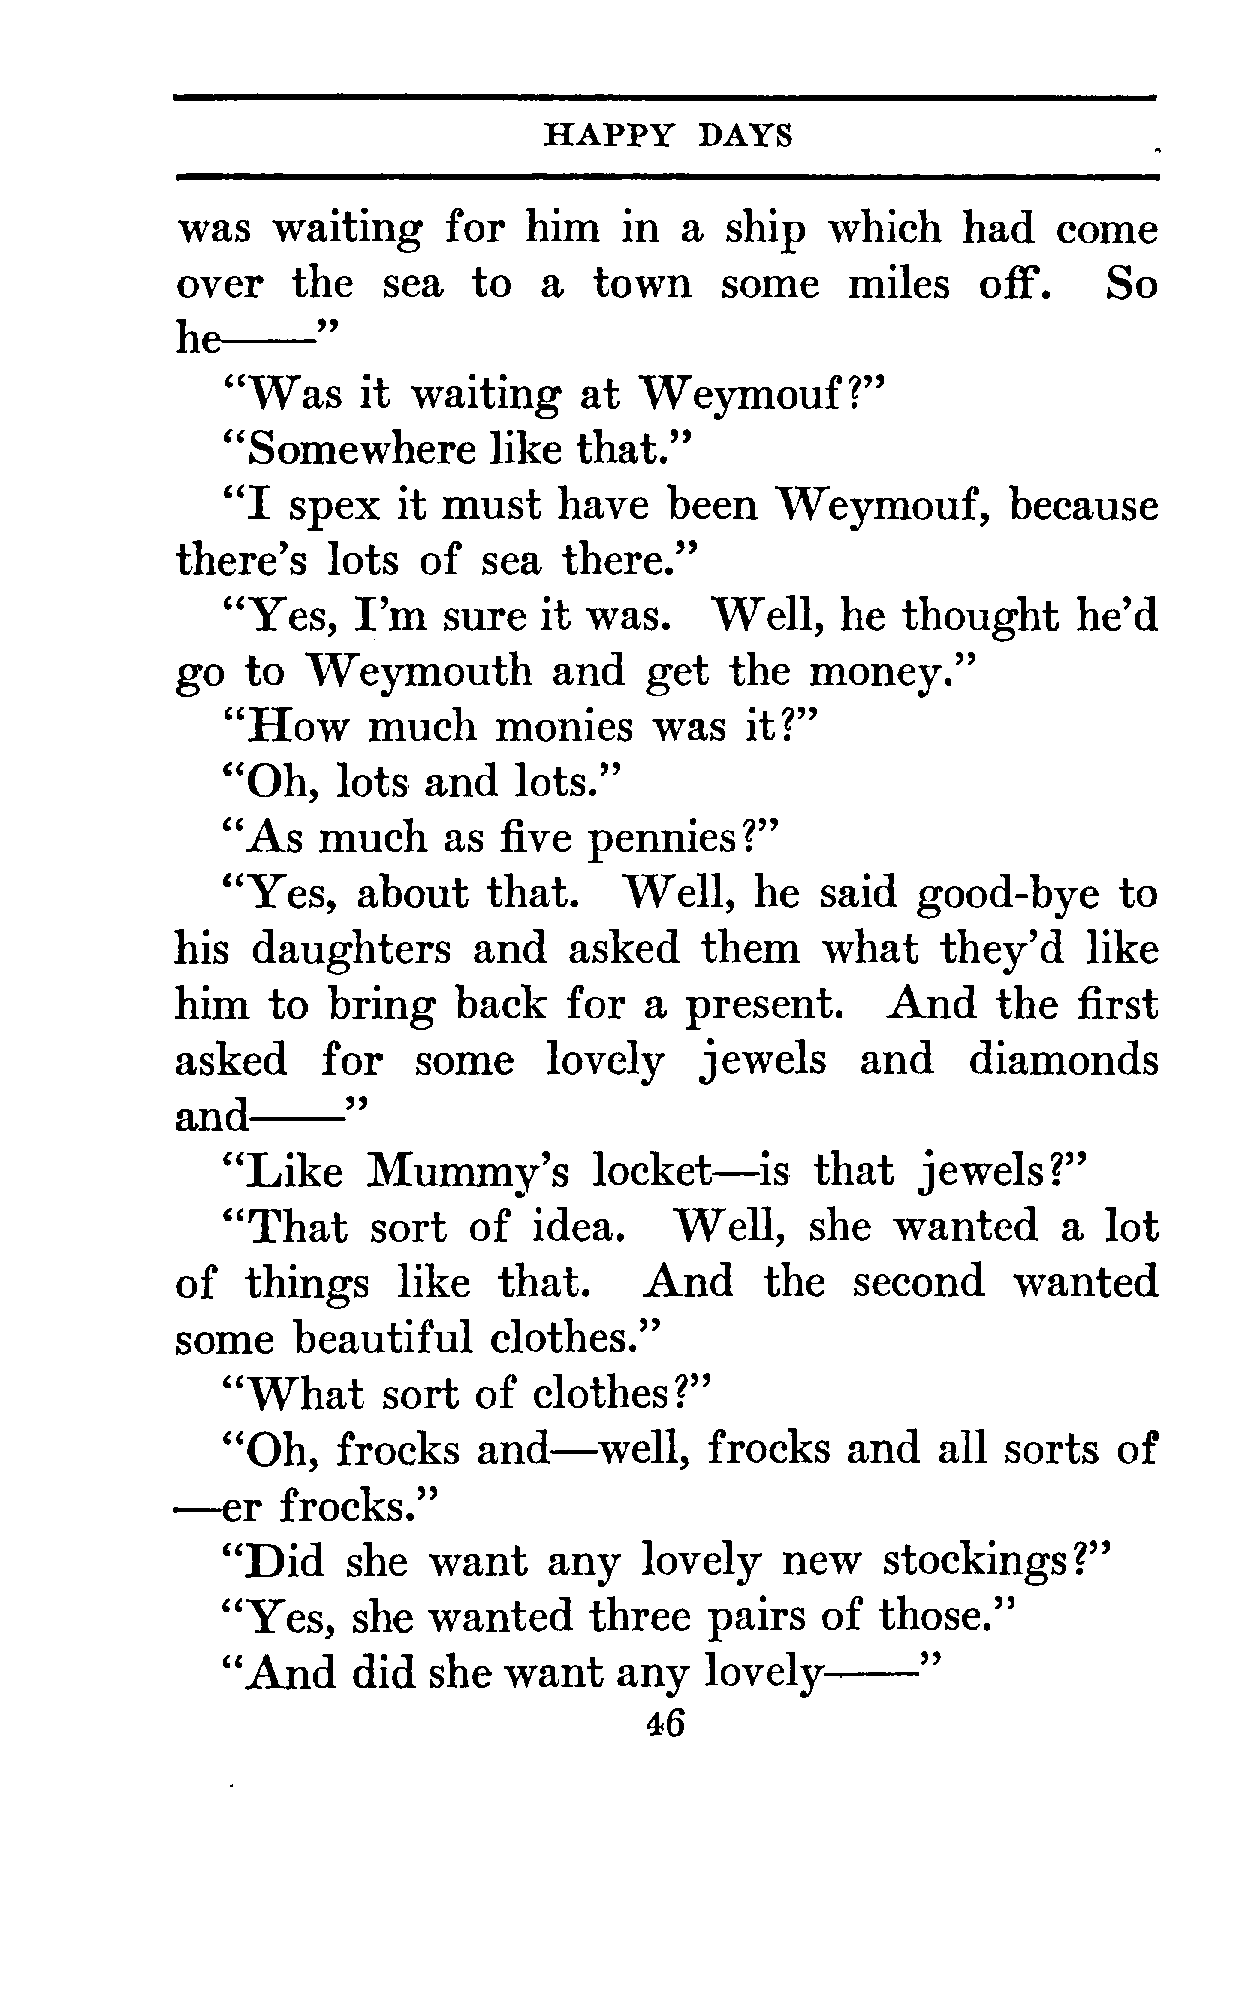 HAPPY DAYS
was waiting for him in a ship which had come
over the sea to a town some miles off. So
he——"
"Was it waiting at Weymouf?"
"Somewhere like that."
"I spex it must have been Weymouf, because
there's lots of sea there."
"Yes, I'm sure it was. Well, he thought he'd
go to Weymouth and get the money."
"How much monies was it?"
"Oh, lots and lots."
"As much as five pennies?"
"Yes, about that. Well, he said good-bye to
his daughters and asked them what they'd like
him to bring back for a present. And the first
asked for some lovely jewels and diamonds
and——"
"Like Mummy's locket—is that jewels?"
"That sort of idea. Well, she wanted a lot
of things like that. And the second wanted
some beautiful clothes."
"What sort of clothes?"
"Oh, frocks and—well, frocks and all sorts of
—er frocks."
"Did she want any lovely new stockings?"
"Yes, she wanted three pairs of those."
"And did she want any lovely——"
46